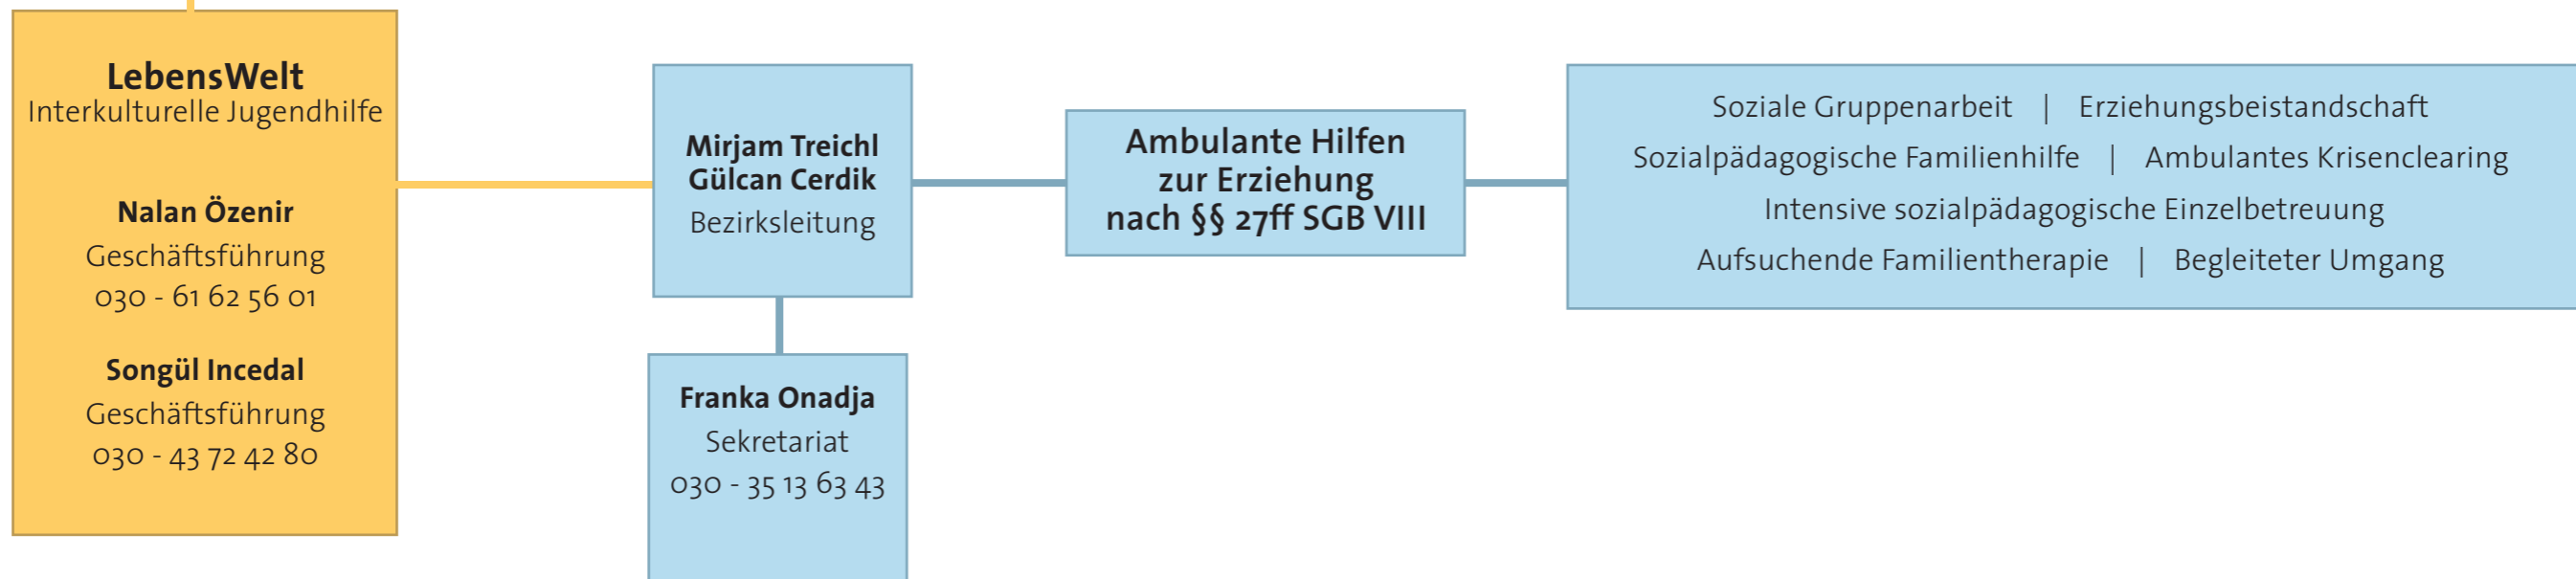 LebensWelt
Interkulturelle Jugendhilfe
Nalan Özenir
Geschäftsführung
030 - 61 62 56 01
Songül Incedal
Geschäftsführung
030 - 43 72 42 80
Mirjam Treichl
Gülcan Cerdik
Bezirksleitung
Franka Onadja
Sekretariat
030 - 35 13 63 43
Ambulante Hilfen
zur Erziehung
nach §§ 27ff SGB VIII
Soziale Gruppenarbeit | Erziehungsbeistandschaft
Sozialpädagogische Familienhilfe | Ambulantes Krisenclearing
Intensive sozialpädagogische Einzelbetreuung
Aufsuchende Familientherapie | Begleiteter Umgang